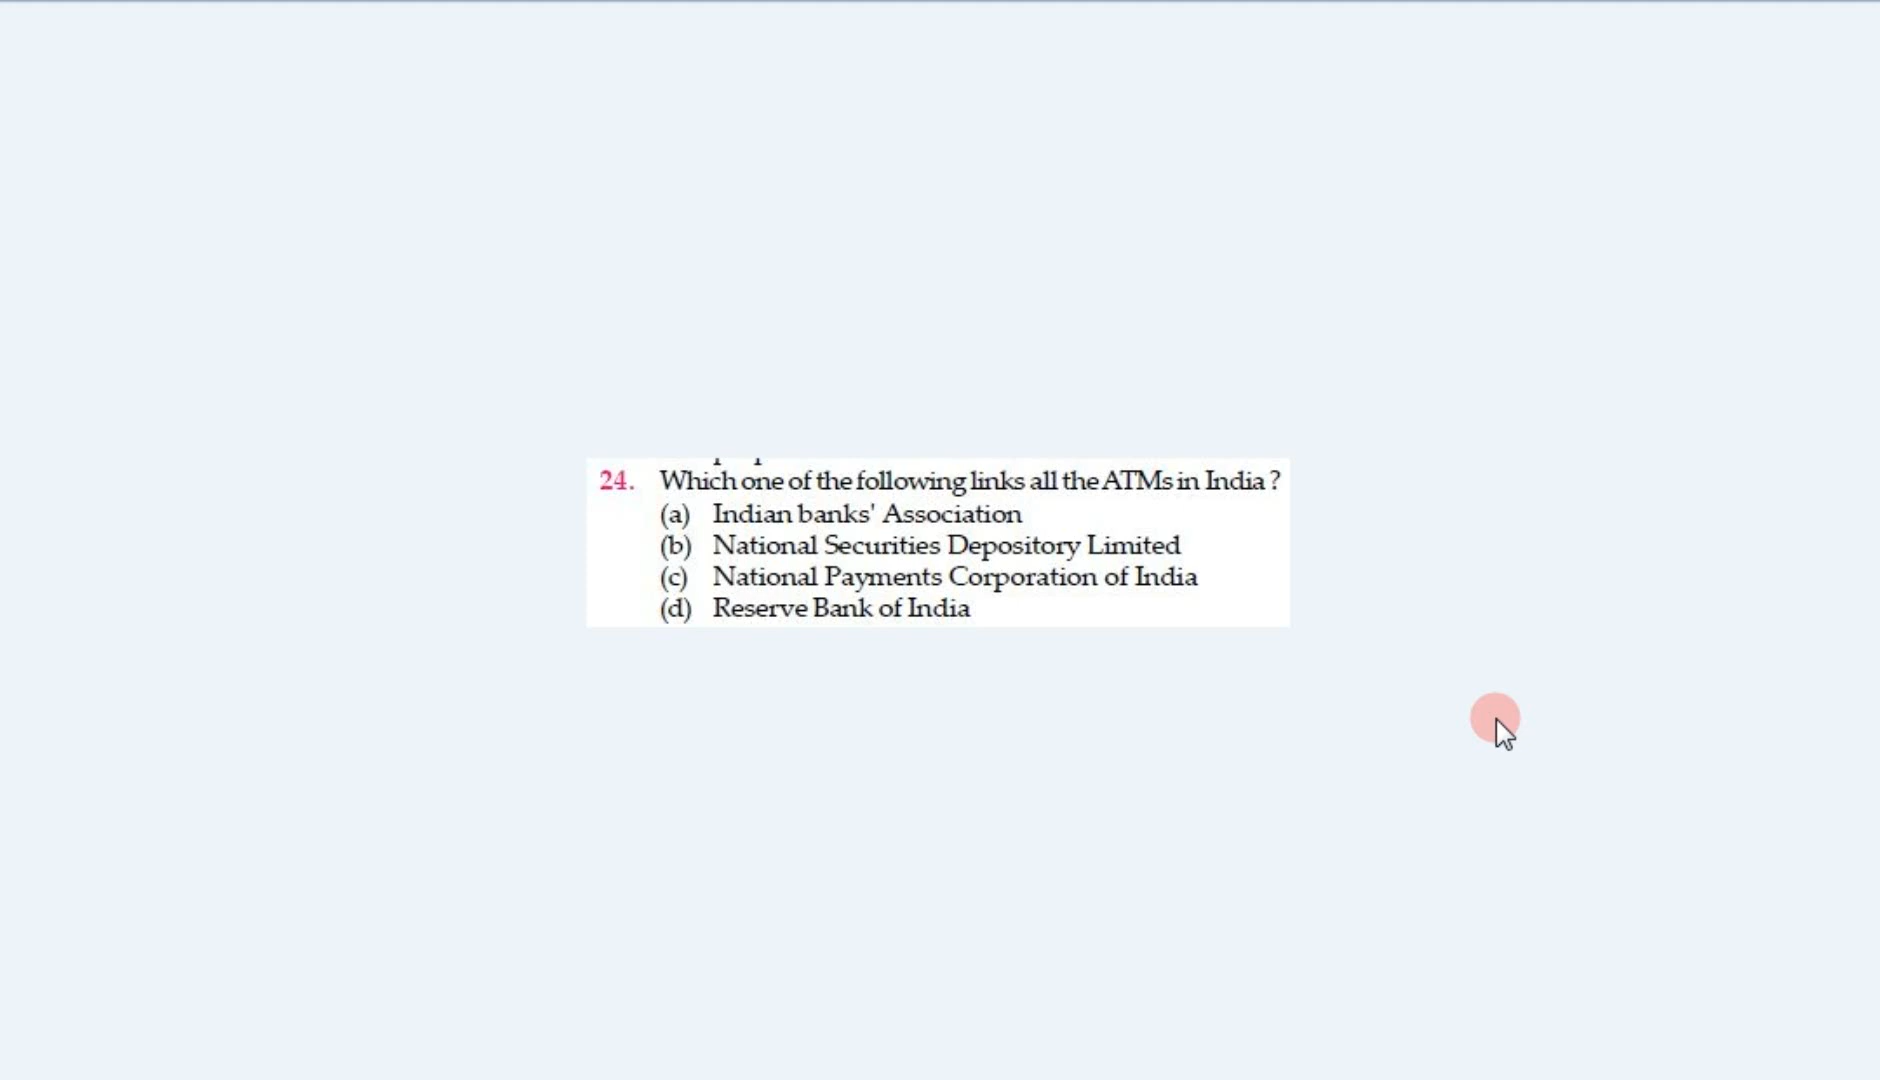 24. Which one of the following links all the ATMs in India ?
(a) Indian banks' Association
(b) National Securities Depository Limited
(c) National Payments Corporation of India
(d) Reserve Bank of India